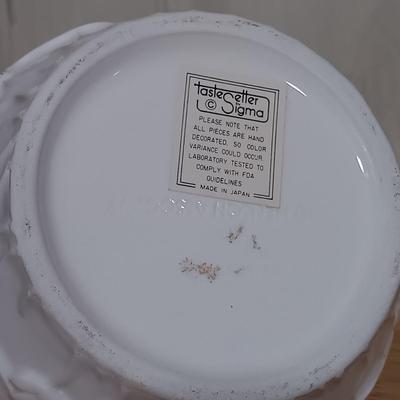 tasteSetter
© Sigma
PLEASE NOTE THAT
ALL PIECES ARE HAND
DECORATED, SO COLOR
VARIANCE COULD OCCUR.
LABORATORY TESTED TO
COMPLY WITH FDA
GUIDELINES
MADE IN JAPAN